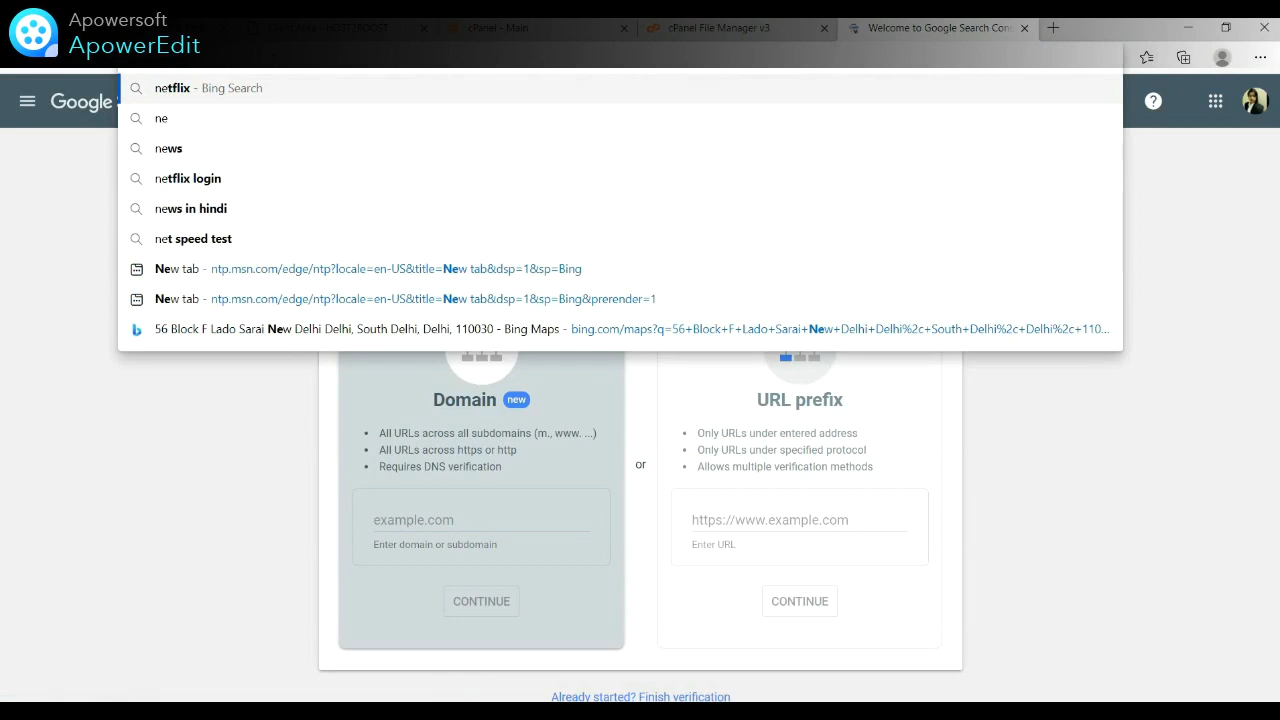 Apowersoft
ApowerEdit
cPanel - Main
cPanel File Manager v3
Welcome to Google Search Con
Google
netflix - Bing Search
ne
news
netflix login
news in hindi
net speed test
New tab - ntp.msn.com/edge/ntp?locale=en-US&title=New tab&dsp=1&sp=Bing
New tab - ntp.msn.com/edge/ntp?locale=en-US&title=New tab&dsp=1&sp=Bing&prerender=1
56 Block F Lado Sarai New Delhi Delhi, South Delhi, Delhi, 110030 - Bing Maps - bing.com/maps?q=56+Block+F+Lado+Sarai+New+Delhi+Delhi%2c+South+Delhi%2c+Delhi%2c+110...
Domain new
• All URLs across all subdomains (m., www. ...)
• All URLs across https or http
• Requires DNS verification
example.com
Enter domain or subdomain
CONTINUE
or
URL prefix
• Only URLs under entered address
• Only URLs under specified protocol
• Allows multiple verification methods
https://www.example.com
Enter URL
CONTINUE
Already started? Finish verification